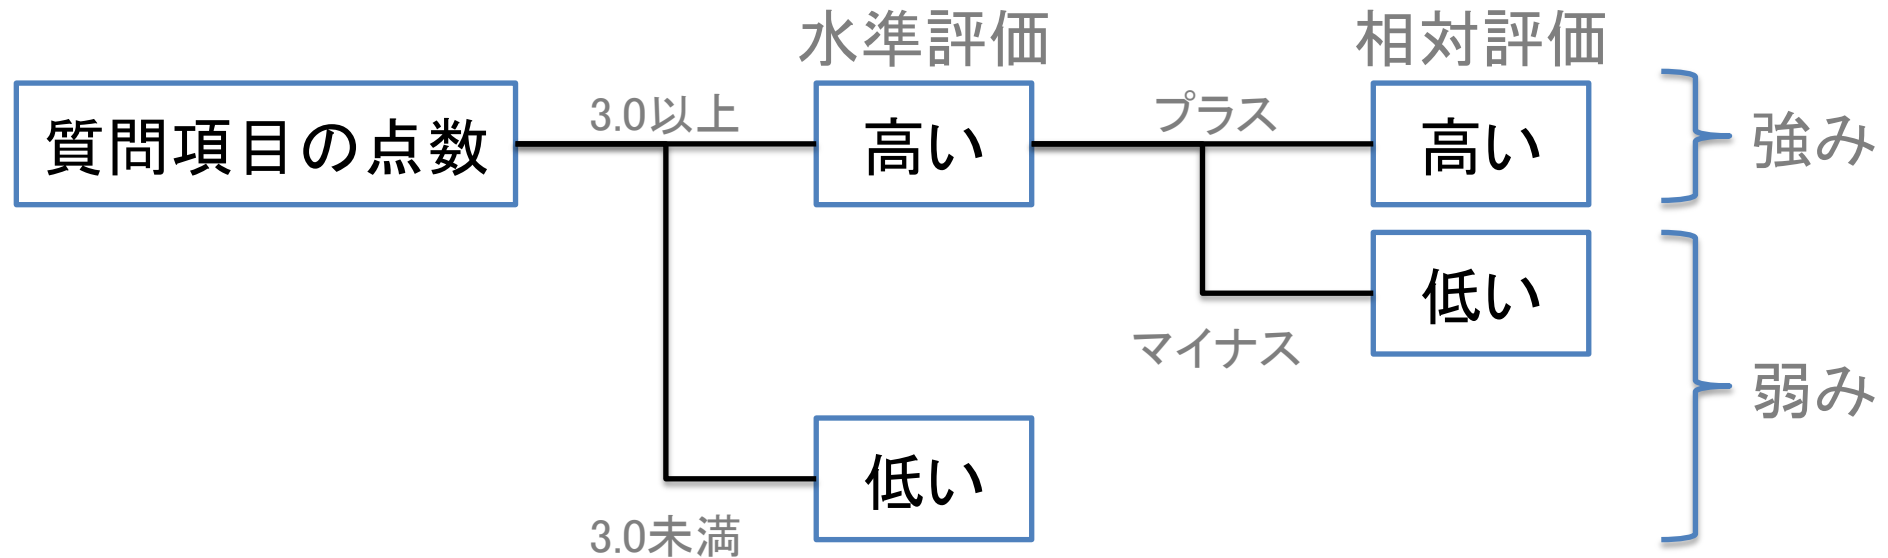 水準評価
相対評価
質問項目の点数
3.0以上
高い
プラス
高い
強み
低い
マイナス
弱み
低い
3.0未満